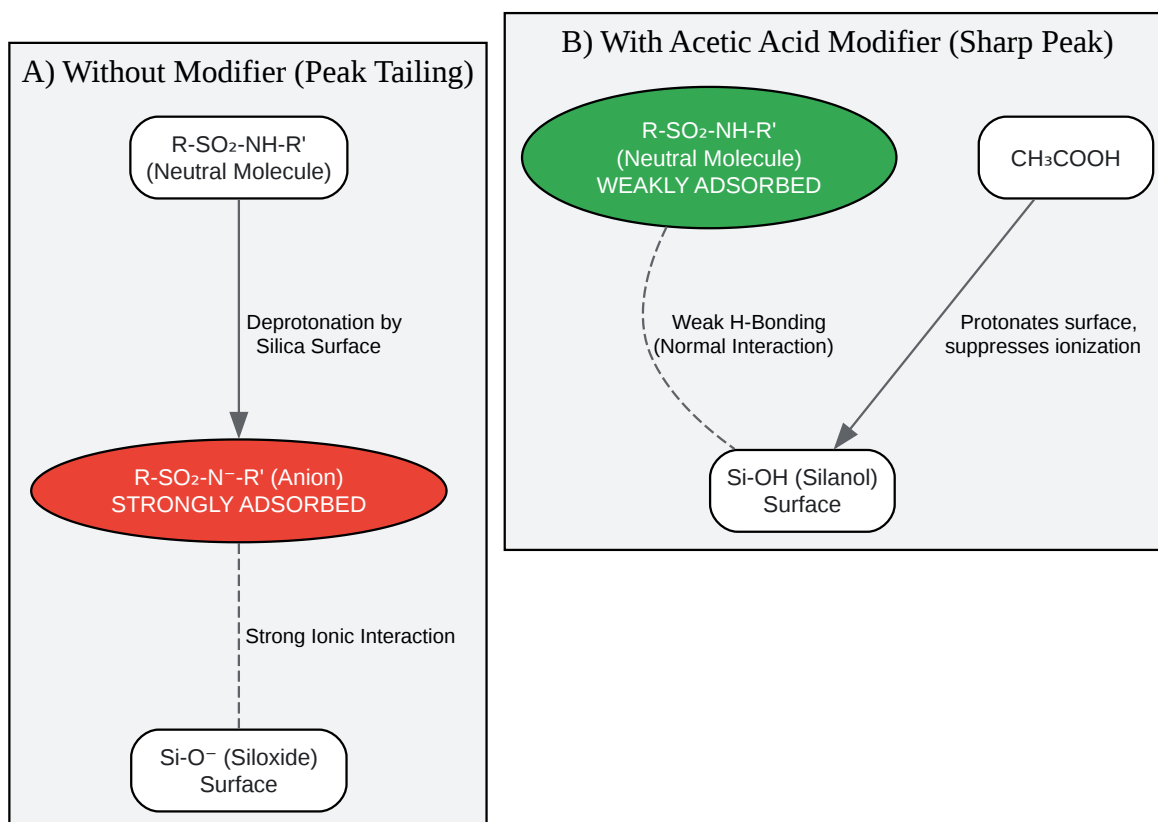 A) Without Modifier (Peak Tailing)
R-SO₂-NH-R'
(Neutral Molecule)
Deprotonation by
Silica Surface
R-SO₂-N⁻-R' (Anion)
STRONGLY ADSORBED
Strong Ionic Interaction
Si-O⁻ (Siloxide)
Surface
B) With Acetic Acid Modifier (Sharp Peak)
R-SO₂-NH-R'
(Neutral Molecule)
WEAKLY ADSORBED
CH₃COOH
Weak H-Bonding
(Normal Interaction)
Protonates surface,
suppresses ionization
Si-OH (Silanol)
Surface